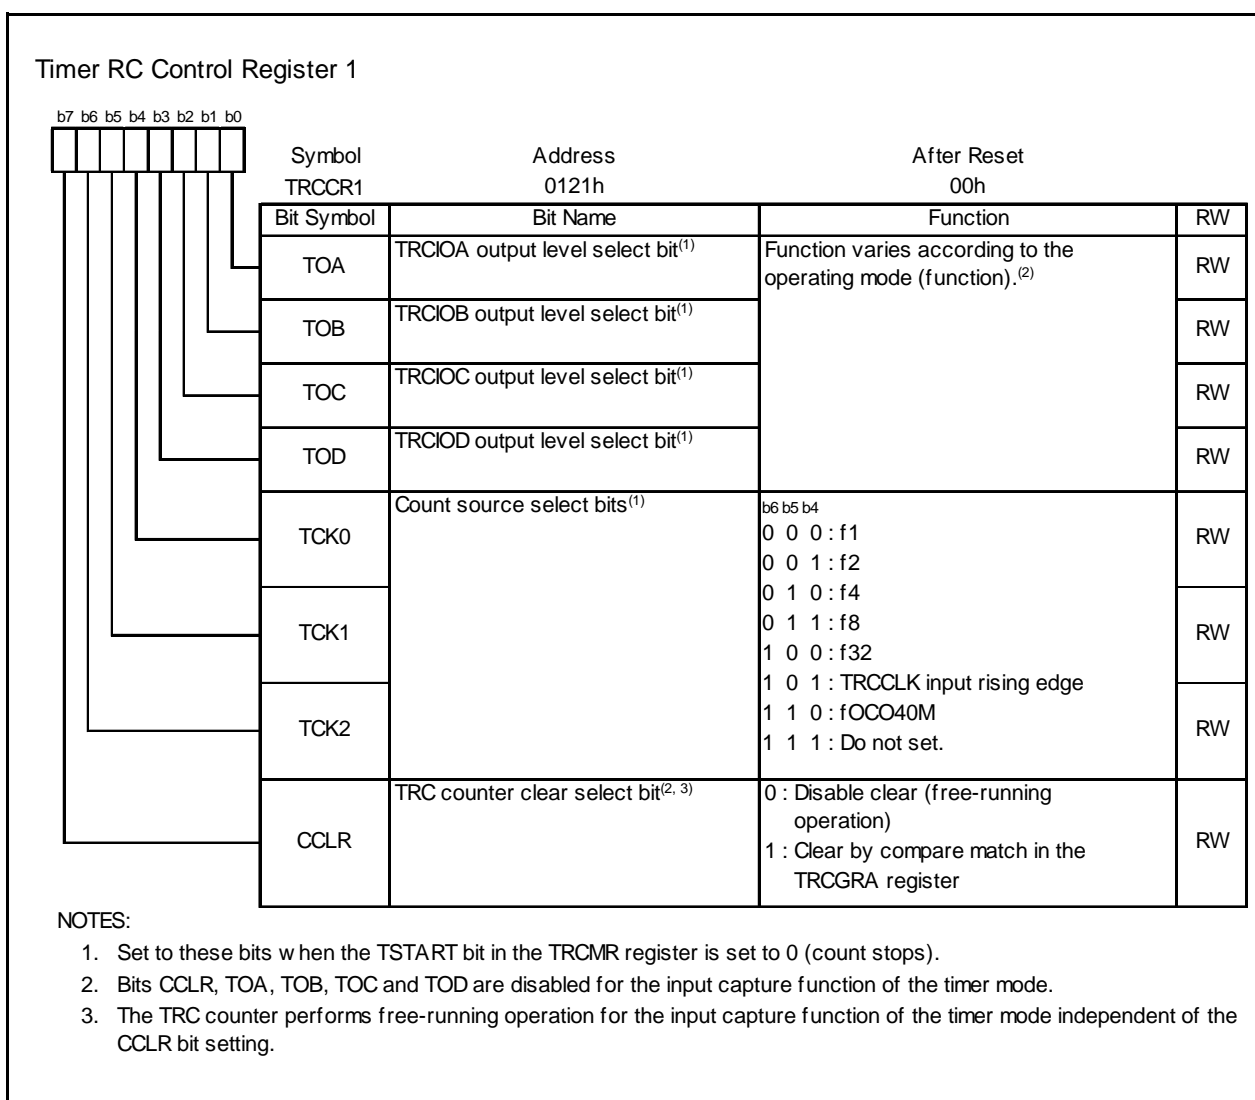 Timer RC Control Register 1
b7 b6 b5 b4 b3 b2 b1 b0
Symbol Address After Reset
TRCCR1 0121h 00h
Bit Symbol Bit Name Function RW
TOA TRCIOA output level select bit(1) Function varies according to the operating mode (function).(2) RW
TOB TRCIOB output level select bit(1) RW
TOC TRCIOC output level select bit(1) RW
TOD TRCIOD output level select bit(1) RW
Count source select bits(1)
b6 b5 b4
TCK0 0 0 0 : f1 RW
0 0 1 : f2
0 1 0 : f4
TCK1 0 1 1 : f8 RW
1 0 0 : f32
1 0 1 : TRCCLK input rising edge
TCK2 1 1 0 : fOCO40M RW
1 1 1 : Do not set.
TRC counter clear select bit(2, 3) 0 : Disable clear (free-running
operation)
CCLR 1 : Clear by compare match in the RW
TRCGRA register
NOTES:
1. Set to these bits when the TSTART bit in the TRCMR register is set to 0 (count stops).
2. Bits CCLR, TOA, TOB, TOC and TOD are disabled for the input capture function of the timer mode.
3. The TRC counter performs free-running operation for the input capture function of the timer mode independent of the
CCLR bit setting.